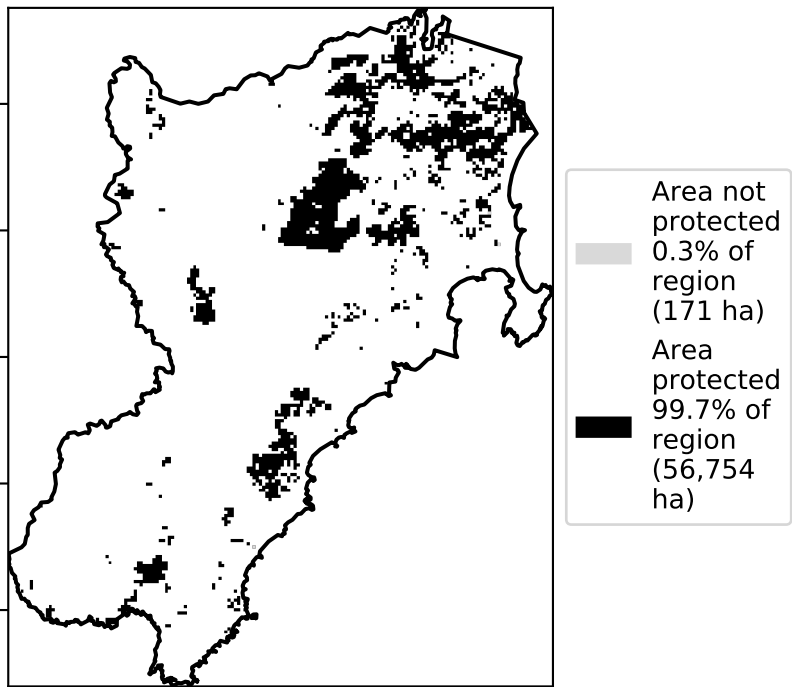 Area not
protected
0.3% of
region
(171 ha)
Area
protected
99.7% of
region
(56,754
ha)